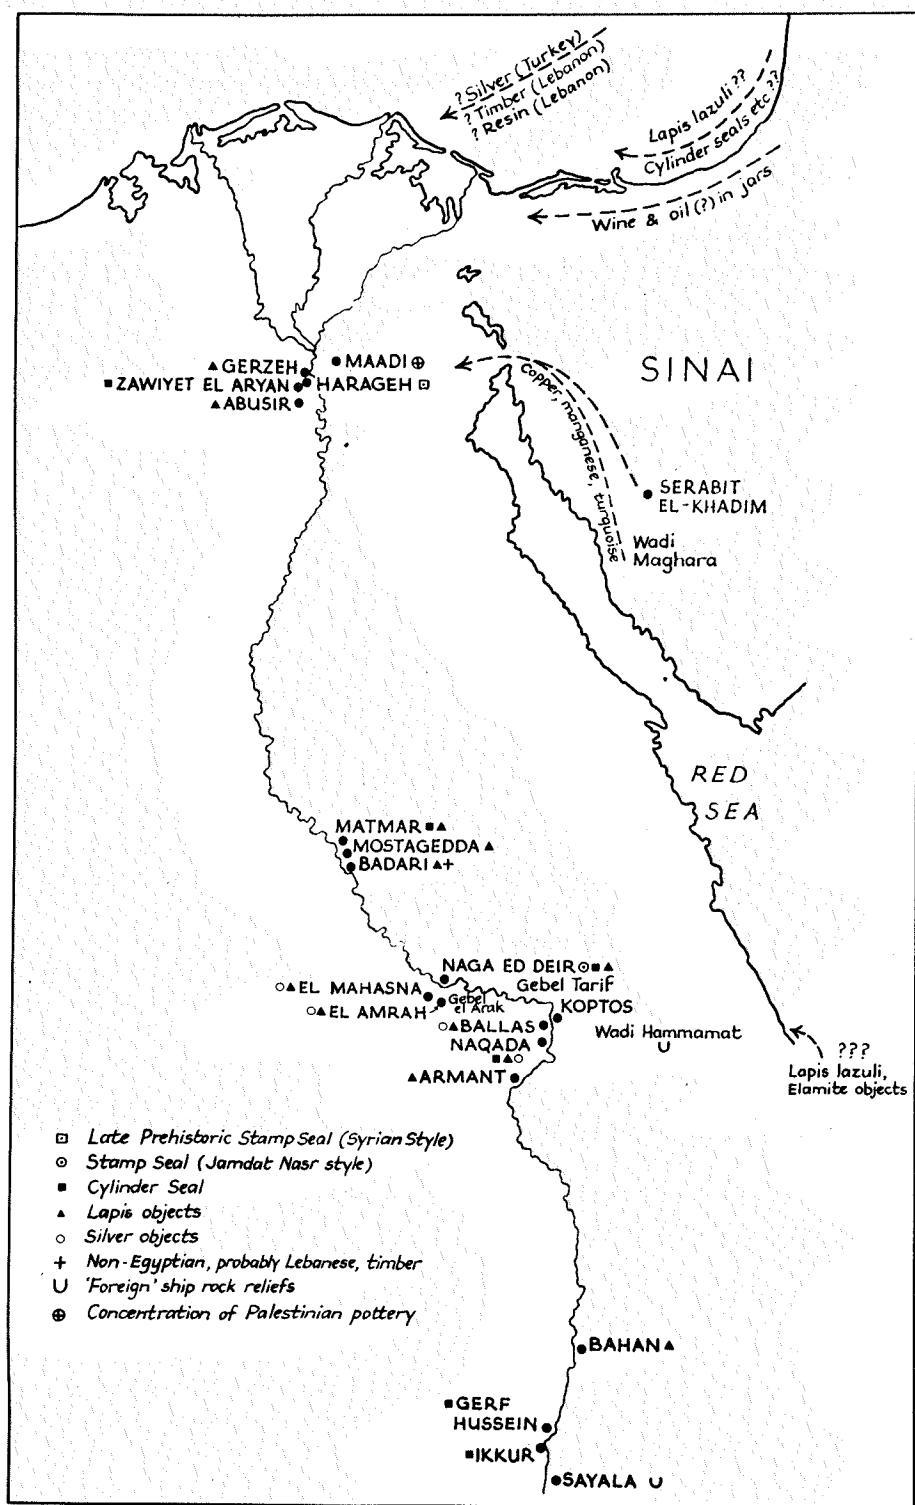 ? Silver (Turkey)
? Timber (Lebanon)
? Resin (Lebanon)
Lapis lazuli ??
Cylinder seals etc ??
Wine & oil (?) in jars
SINAI
▲GERZEH
MAADI ⊕
■ZAWIYET EL ARYAN
HARAGEH ⊡
▲ABUSIR
Copper, manganese, turquoise
SERABIT
EL-KHADIM
Wadi
Maghara
RED
SEA
MATMAR ■▲
MOSTAGEDDA ▲
BADARI ▲+
NAGA ED DEIR ⊙■▲
Gebel Tarif
○▲EL MAHASNA
Gebel
el Arak
○▲EL AMRAH
KOPTOS
○▲BALLAS
Wadi Hammamat
U
NAQADA
■▲○
▲ARMANT
???
Lapis lazuli,
Elamite objects
⊡ Late Prehistoric Stamp Seal (Syrian Style)
⊙ Stamp Seal (Jamdat Nasr style)
■ Cylinder Seal
▲ Lapis objects
○ Silver objects
+ Non-Egyptian, probably Lebanese, timber
U 'Foreign' ship rock reliefs
⊕ Concentration of Palestinian pottery
BAHAN ▲
■GERF
HUSSEIN
■IKKUR
SAYALA U